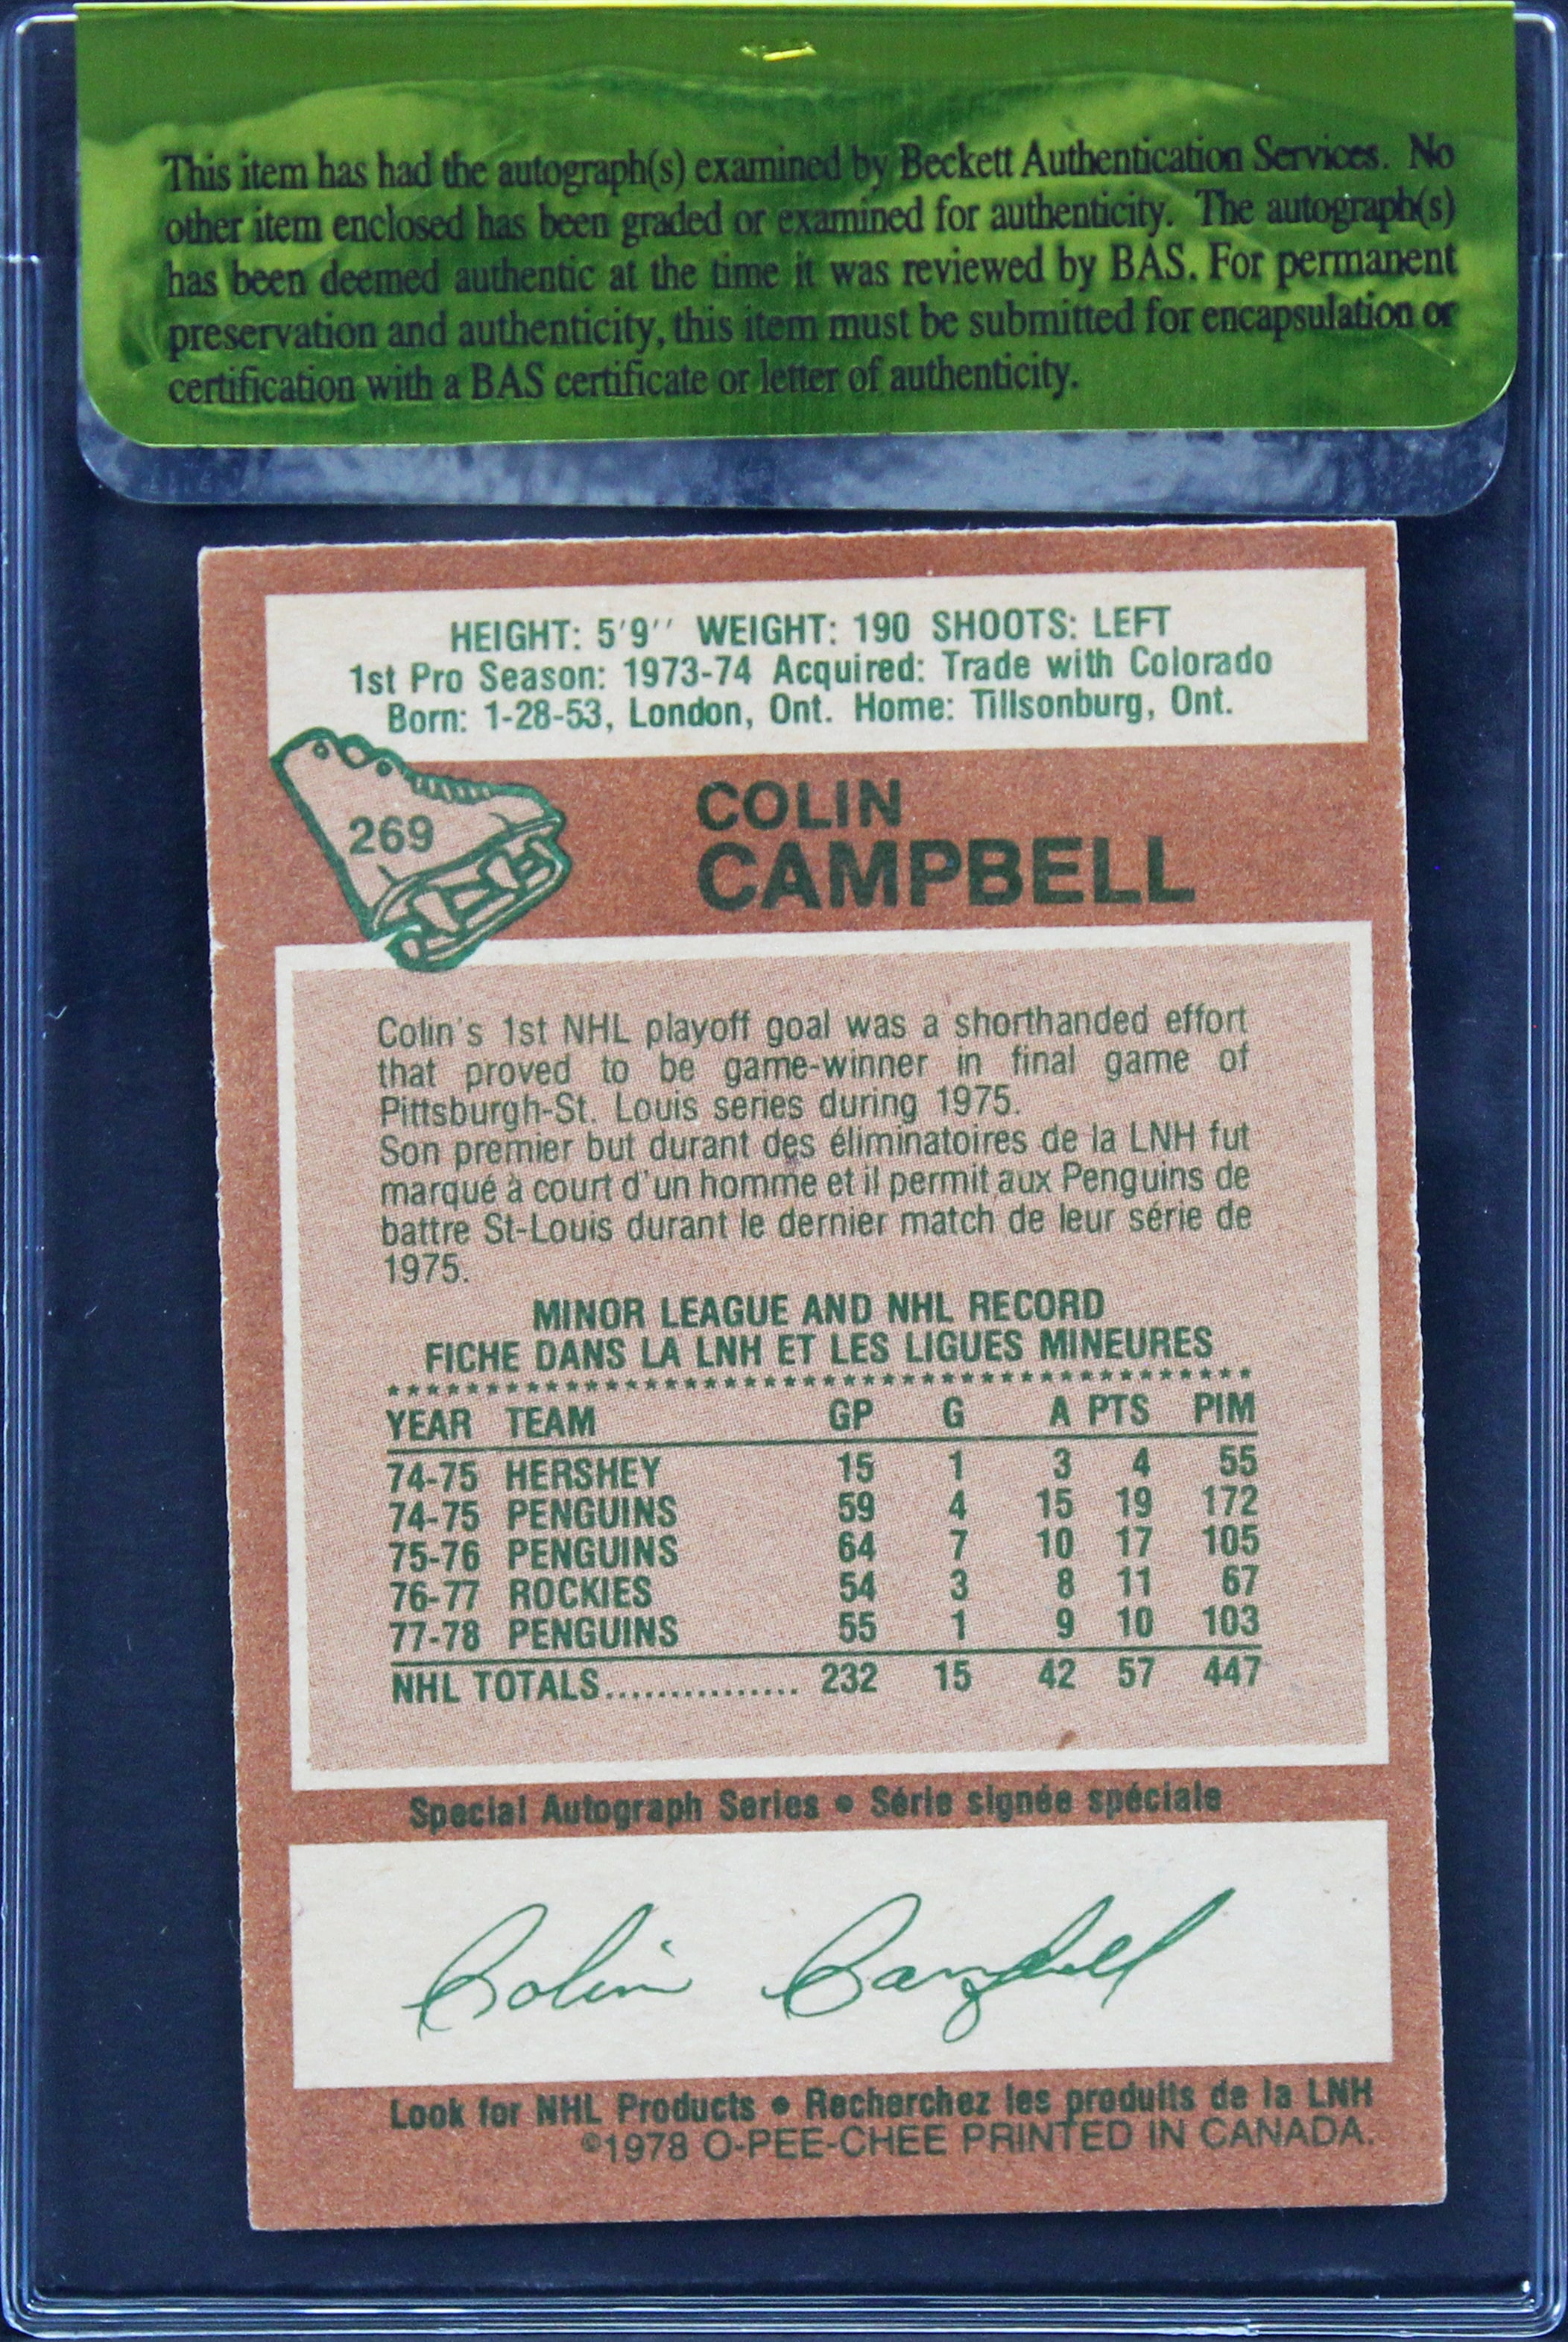 This item has had the autograph(s) examined by Beckett Authentication Services. No
other item enclosed has been graded or examined for authenticity. The autograph(s)
has been deemed authentic at the time it was reviewed by BAS. For permanent
preservation and authenticity, this item must be submitted for encapsulation or
certification with a BAS certificate or letter of authenticity.
HEIGHT: 5'9'' WEIGHT: 190 SHOOTS: LEFT
1st Pro Season: 1973-74 Acquired: Trade with Colorado
Born: 1-28-53, London, Ont. Home: Tillsonburg, Ont.
269
COLIN
CAMPBELL
Colin's 1st NHL playoff goal was a shorthanded effort
that proved to be game-winner in final game of
Pittsburgh-St. Louis series during 1975.
Son premier but durant des éliminatoires de la LNH fut
marqué à court d'un homme et il permit aux Penguins de
battre St-Louis durant le dernier match de leur série de
1975.
MINOR LEAGUE AND NHL RECORD
FICHE DANS LA LNH ET LES LIGUES MINEURES
YEAR TEAM GP G A PTS PIM
74-75 HERSHEY 15 1 3 4 55
74-75 PENGUINS 59 4 15 19 172
75-76 PENGUINS 64 7 10 17 105
76-77 ROCKIES 54 3 8 11 67
77-78 PENGUINS 55 1 9 10 103
NHL TOTALS............... 232 15 42 57 447
Special Autograph Series • Série signée spéciale
Colin Campbell
Look for NHL Products • Recherchez les produits de la LNH
©1978 O-PEE-CHEE PRINTED IN CANADA.